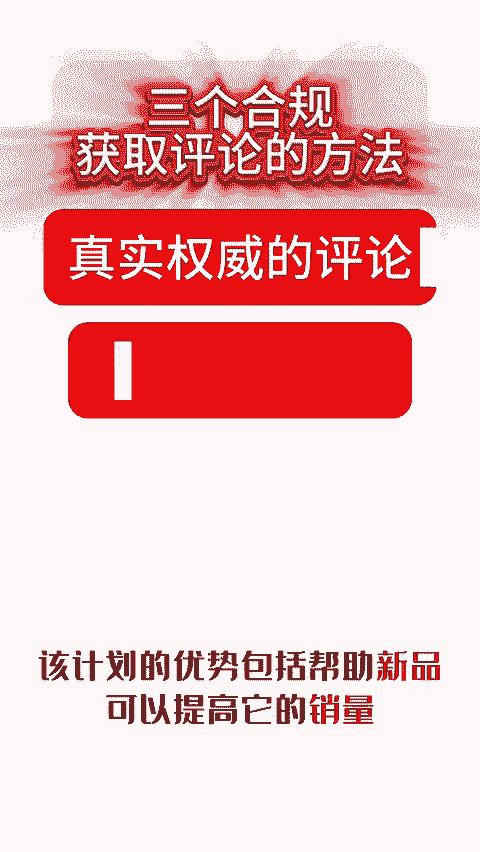 三个合规
获取评论的方法
真实权威的评论
该计划的优势包括帮助新品
可以提高它的销量